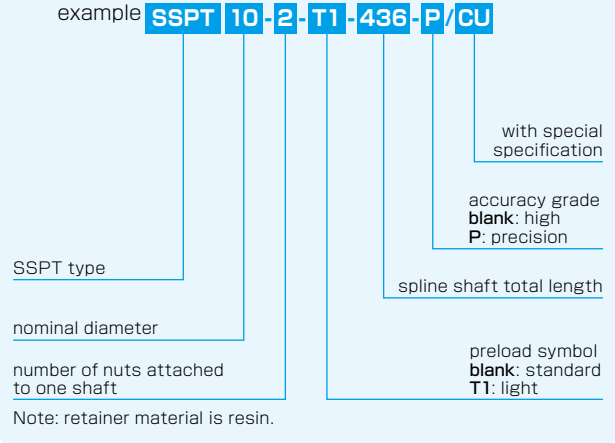 example SSPT 10-2-T1-436-P/CU
with special
specification
accuracy grade
blank: high
P: precision
SSPT type
spline shaft total length
nominal diameter
preload symbol
blank: standard
T1: light
number of nuts attached
to one shaft
Note: retainer material is resin.